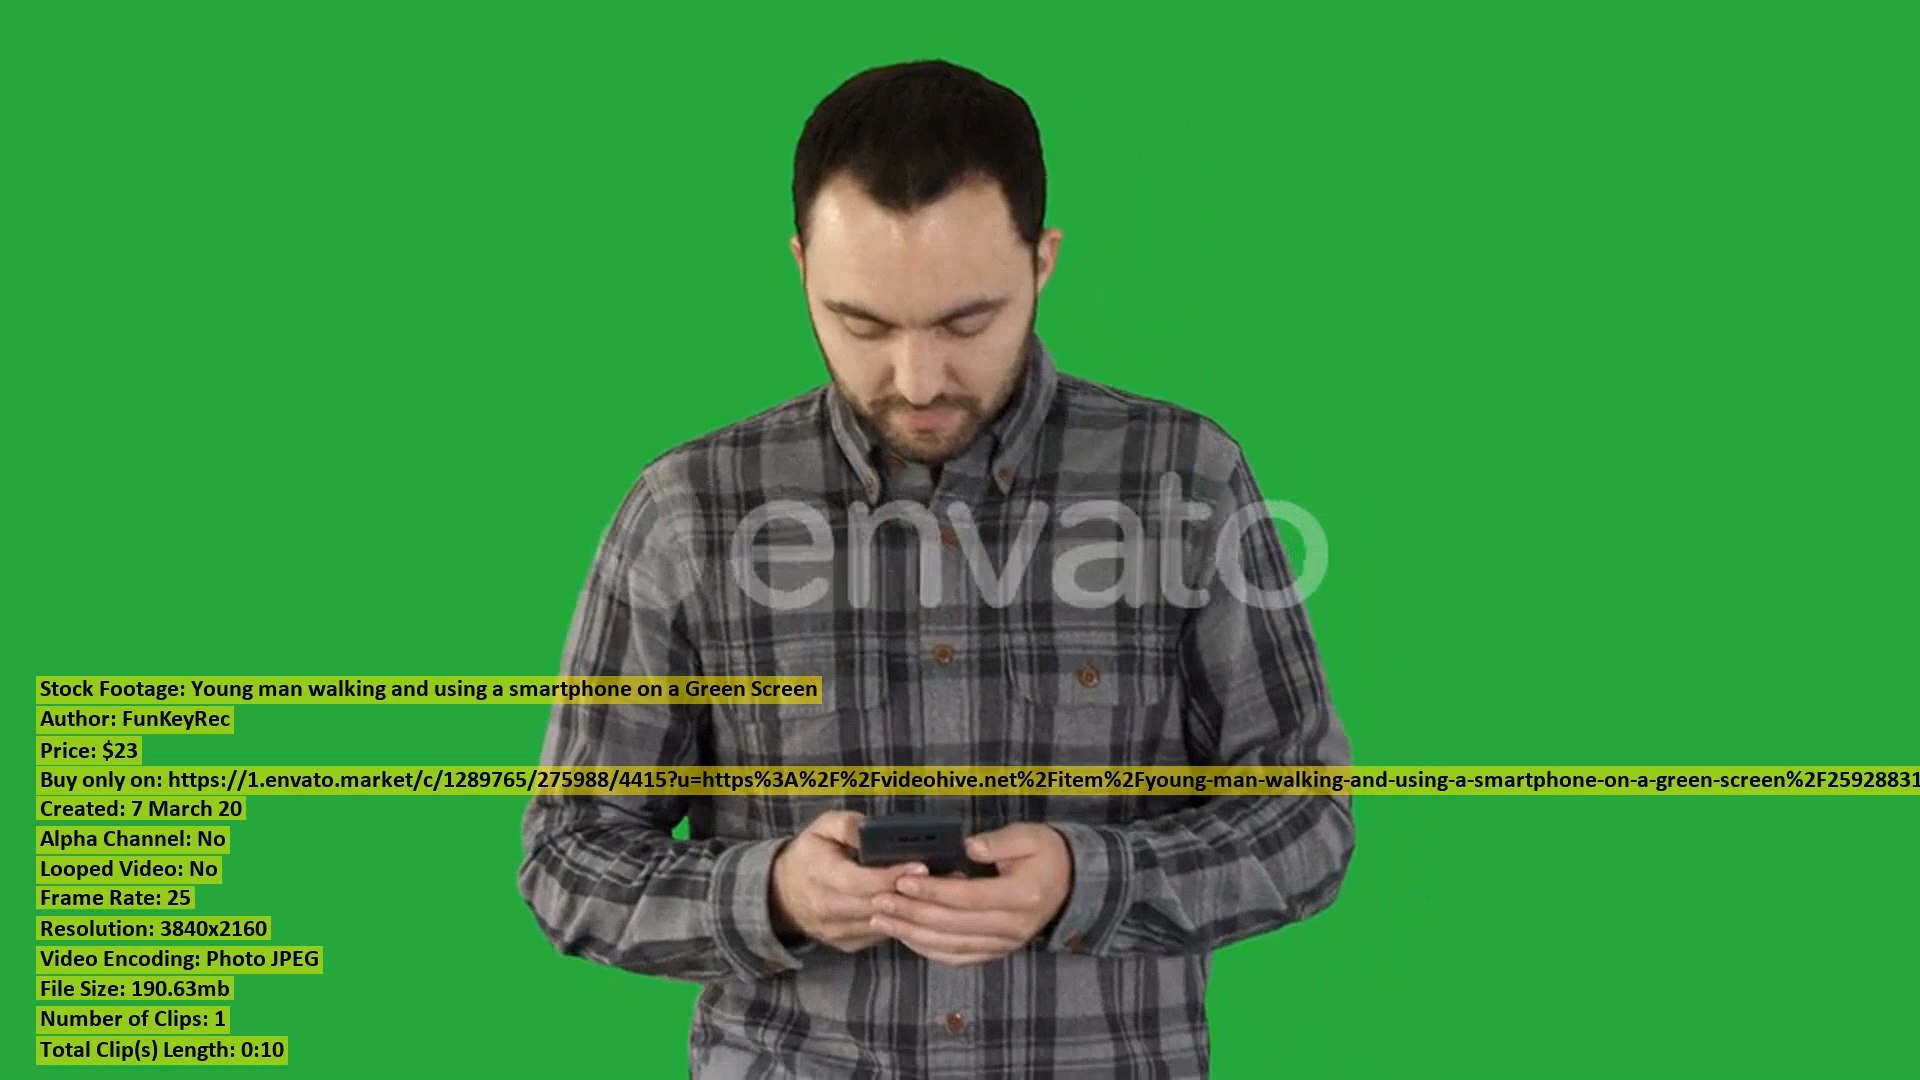 envato
Stock Footage: Young man walking and using a smartphone on a Green Screen
Author: FunKeyRec
Price: $23
Buy only on: https://1.envato.market/c/1289765/275988/4415?u=https%3A%2F%2Fvideohive.net%2Fitem%2Fyoung-man-walking-and-using-a-smartphone-on-a-green-screen%2F25928831
Created: 7 March 20
Alpha Channel: No
Looped Video: No
Frame Rate: 25
Resolution: 3840x2160
Video Encoding: Photo JPEG
File Size: 190.63mb
Number of Clips: 1
Total Clip(s) Length: 0:10